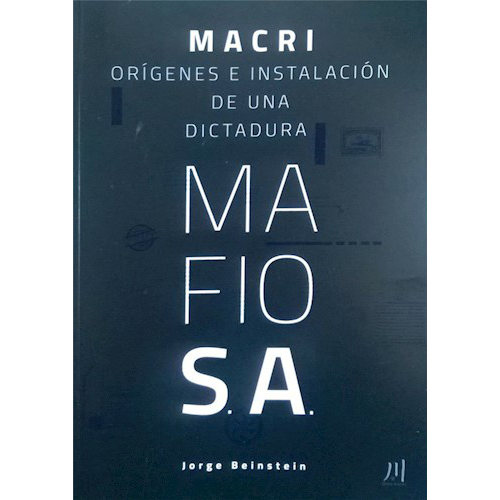 MACRI
ORÍGENES E INSTALACIÓN
DE UNA
DICTADURA
MA
FIO
S.A.
Jorge Beinstein